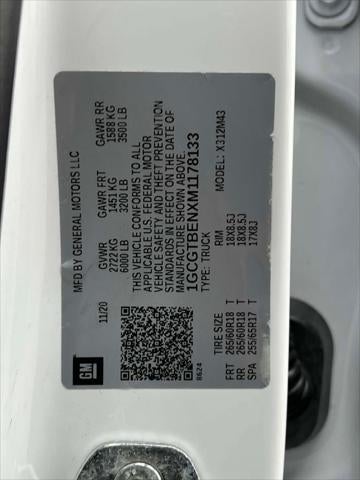 GM
MFD BY GENERAL MOTORS LLC
11/20
GVWR
2722 KG
6000 LB
GAWR FRT
1451 KG
3200 LB
GAWR RR
1588 KG
3500 LB
THIS VEHICLE CONFORMS TO ALL
APPLICABLE U.S. FEDERAL MOTOR
VEHICLE SAFETY AND THEFT PREVENTION
STANDARDS IN EFFECT ON THE DATE OF
MANUFACTURE SHOWN ABOVE.
1GCGTBENXM1178133
TYPE: TRUCK
MODEL: X312M43
8624
TIRE SIZE RIM
FRT 265/60R18 T 18X8.5J
RR 265/60R18 T 18X8.5J
SPA 255/65R17 T 17X8J